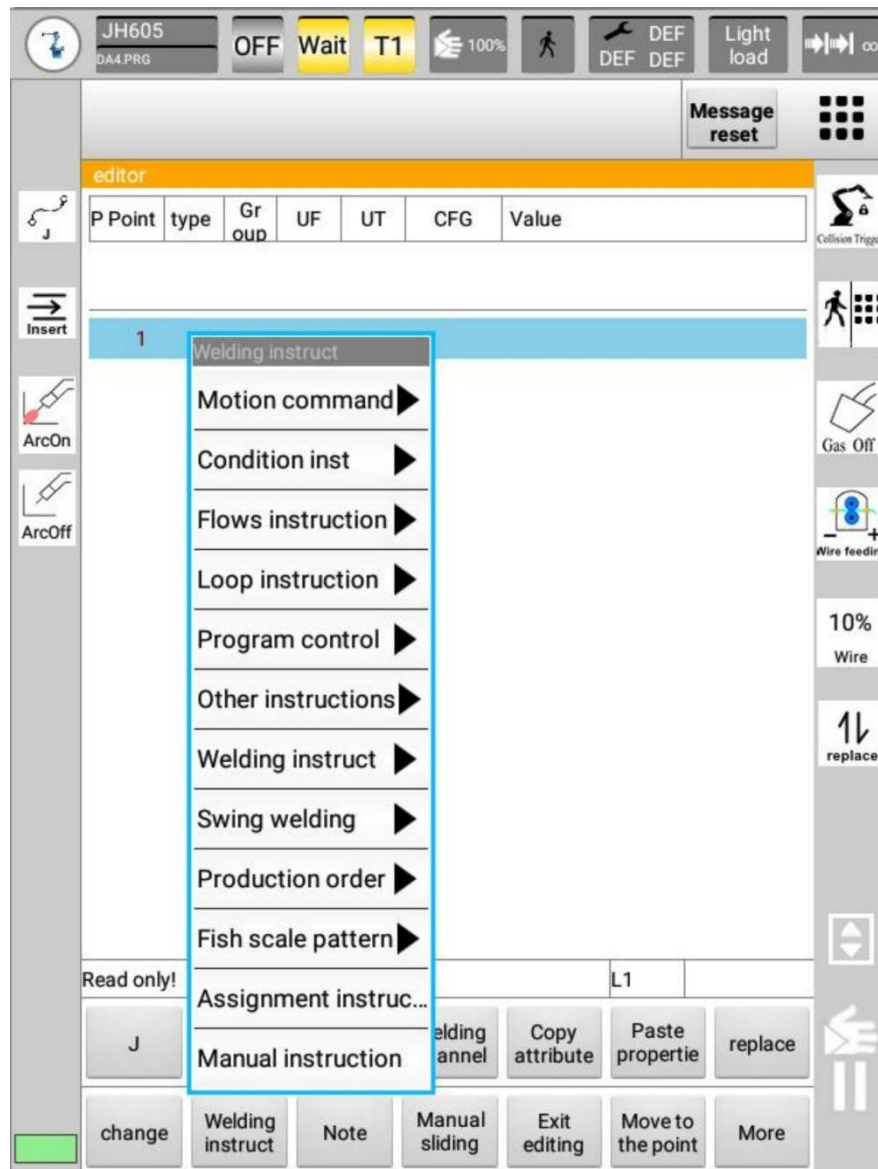 JH605
DA4.PRG
OFF
Wait
T1
100%
DEF
DEF DEF
Light
load
∞
Message
reset
editor
P Point type Gr
oup UF UT CFG Value
J
Collision Trigge
Insert
1
Welding instruct
Motion command
ArcOn
Condition inst
Gas Off
Flows instruction
ArcOff
Loop instruction
- +
Wire feedin
Program control
10%
Wire
Other instructions
Welding instruct
replace
Swing welding
Production order
Fish scale pattern
Read only!
L1
Assignment instruc...
Manual instruction
J
elding
annel
Copy
attribute
Paste
propertie
replace
change
Welding
instruct
Note
Manual
sliding
Exit
editing
Move to
the point
More